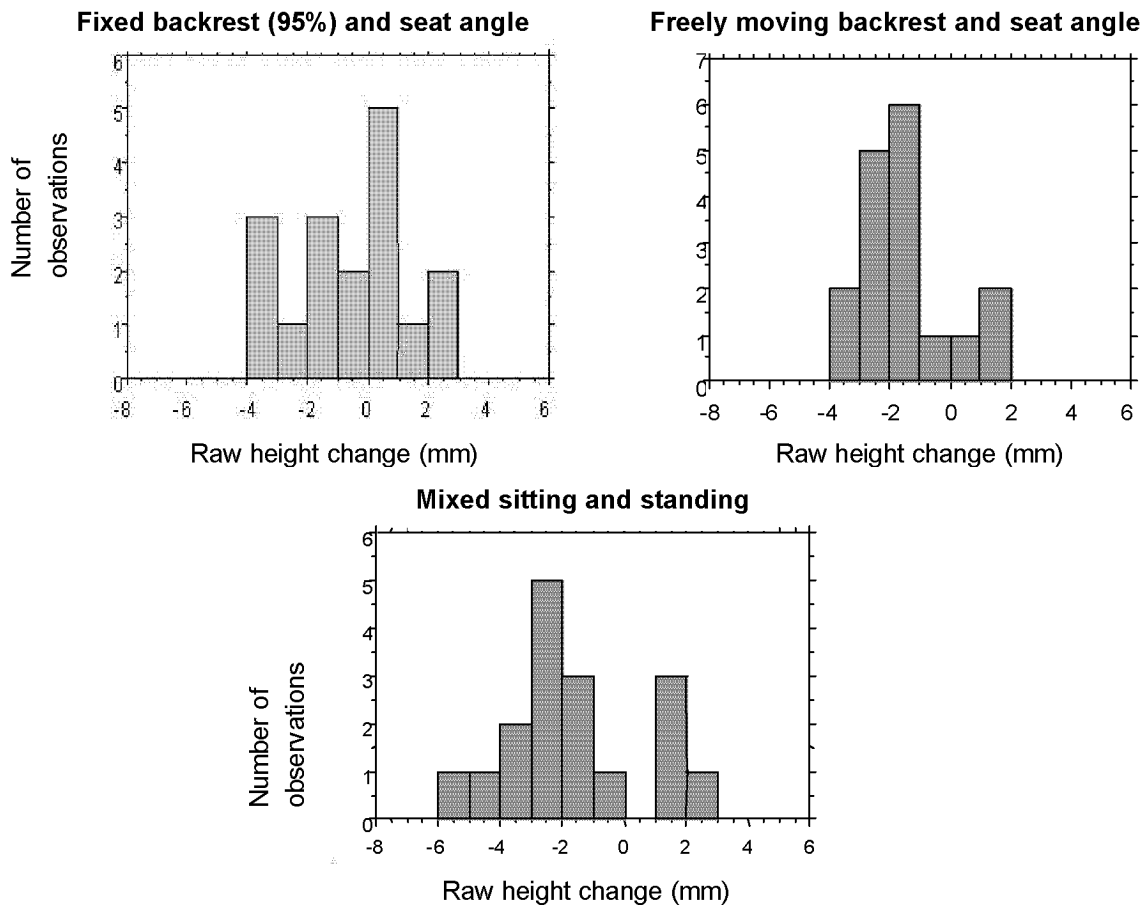 Fixed backrest (95%) and seat angle
6
5
4
3
2
1
0
-8 -6 -4 -2 0 2 4 6
Number of
observations
Raw height change (mm)
Freely moving backrest and seat angle
7
6
5
4
3
2
1
0
-8 -6 -4 -2 0 2 4 6
Raw height change (mm)
Mixed sitting and standing
6
5
4
3
2
1
0
-8 -6 -4 -2 0 2 4 6
Number of
observations
Raw height change (mm)